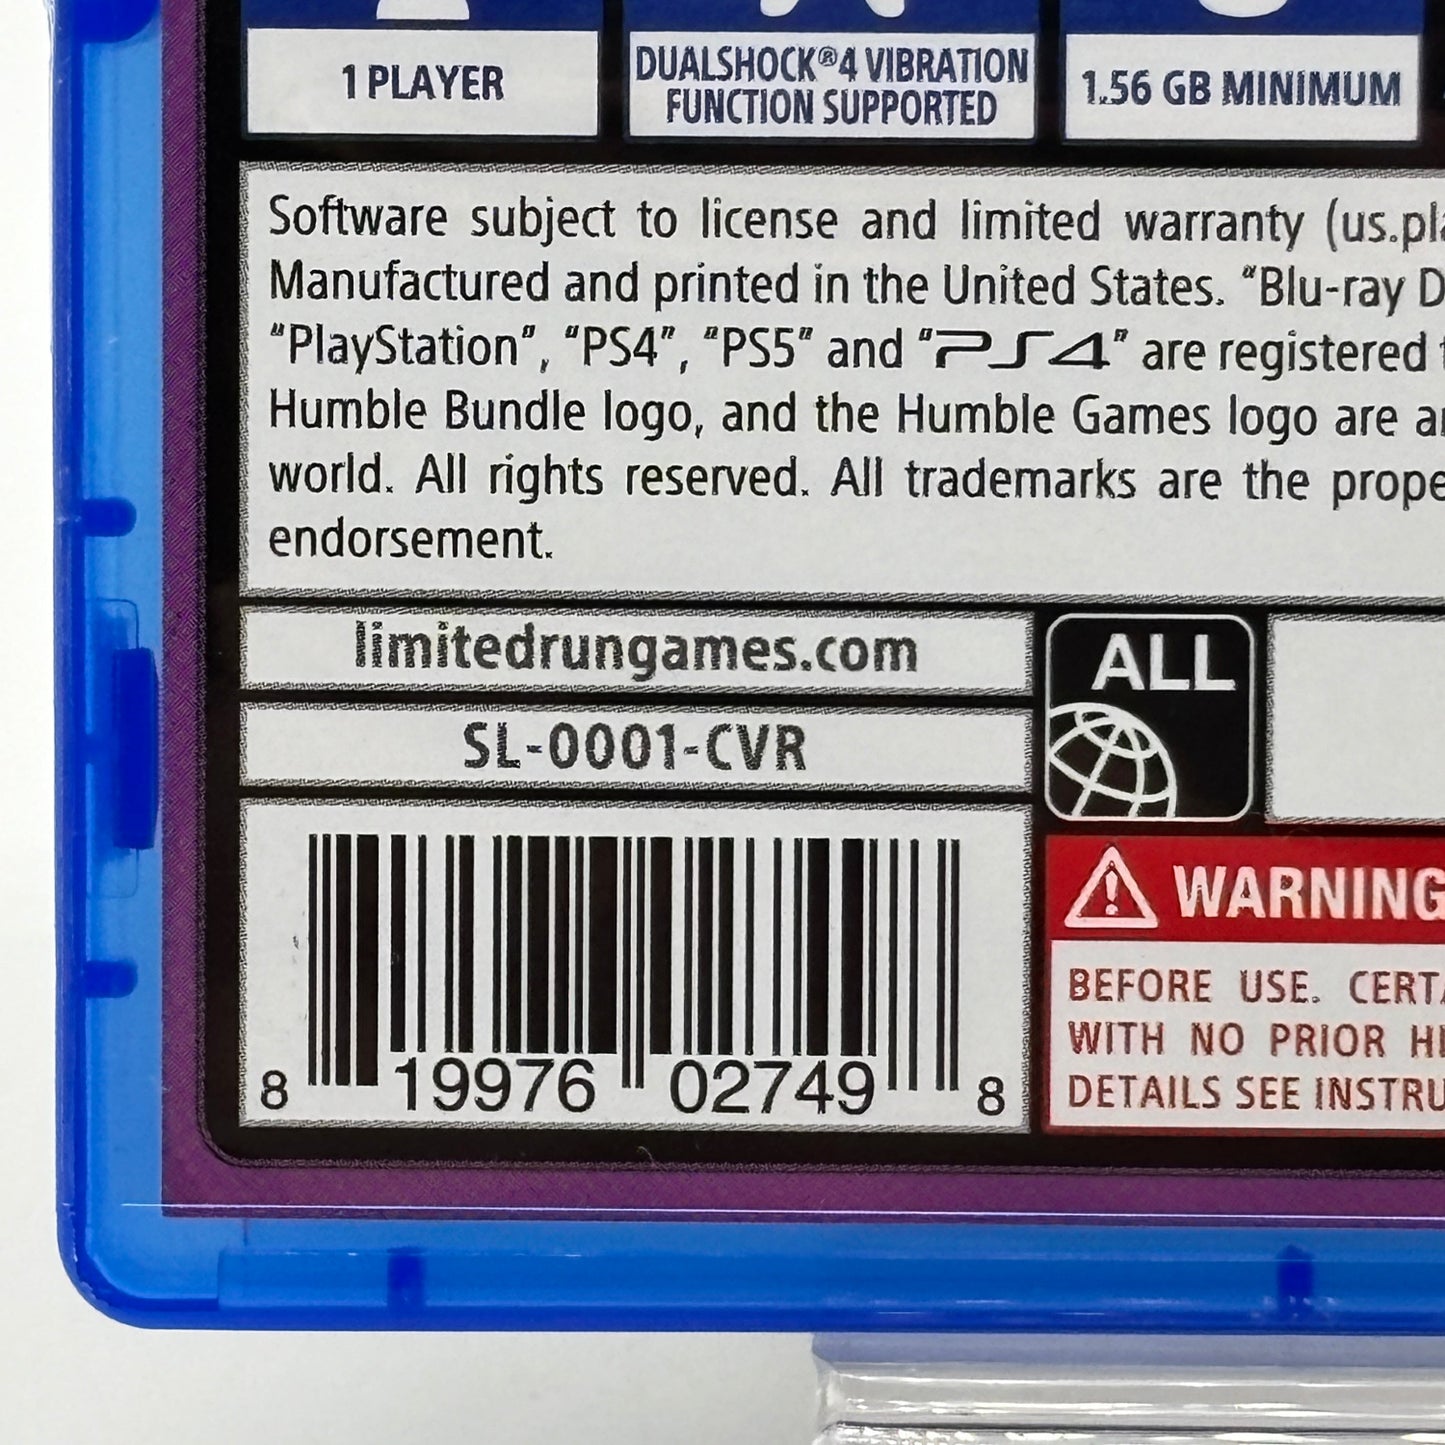 1 PLAYER
DUALSHOCK®4 VIBRATION
FUNCTION SUPPORTED
1.56 GB MINIMUM
Software subject to license and limited warranty (us.pla
Manufactured and printed in the United States. “Blu-ray D
“PlayStation”, “PS4”, “PS5” and “PS4” are registered t
Humble Bundle logo, and the Humble Games logo are a
world. All rights reserved. All trademarks are the prope
endorsement.
limitedrungames.com
SL-0001-CVR
ALL
8 19976 02749 8
WARNING
BEFORE USE. CERTA
WITH NO PRIOR HI
DETAILS SEE INSTRU